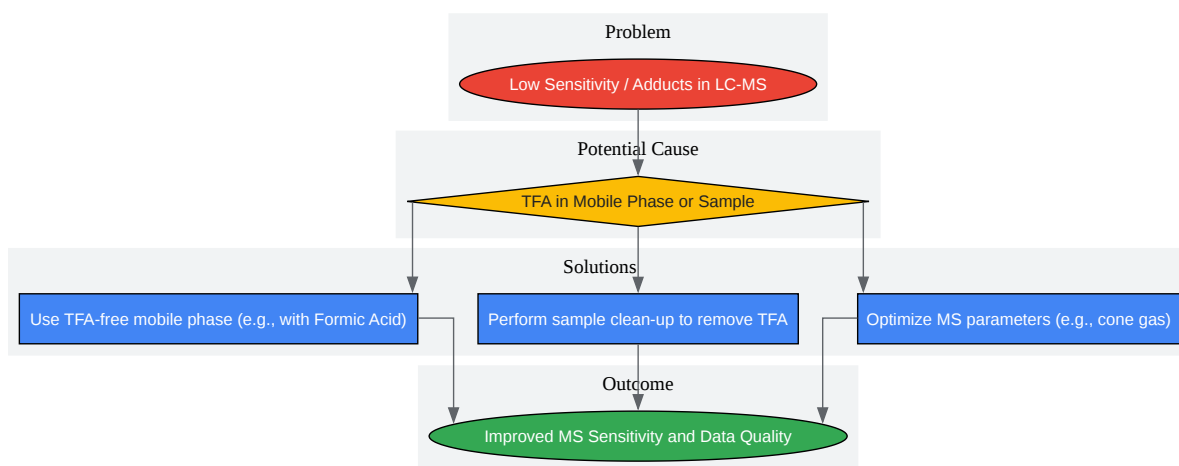 Problem
Low Sensitivity / Adducts in LC-MS
Potential Cause
TFA in Mobile Phase or Sample
Solutions
Use TFA-free mobile phase (e.g., with Formic Acid)
Perform sample clean-up to remove TFA
Optimize MS parameters (e.g., cone gas)
Outcome
Improved MS Sensitivity and Data Quality